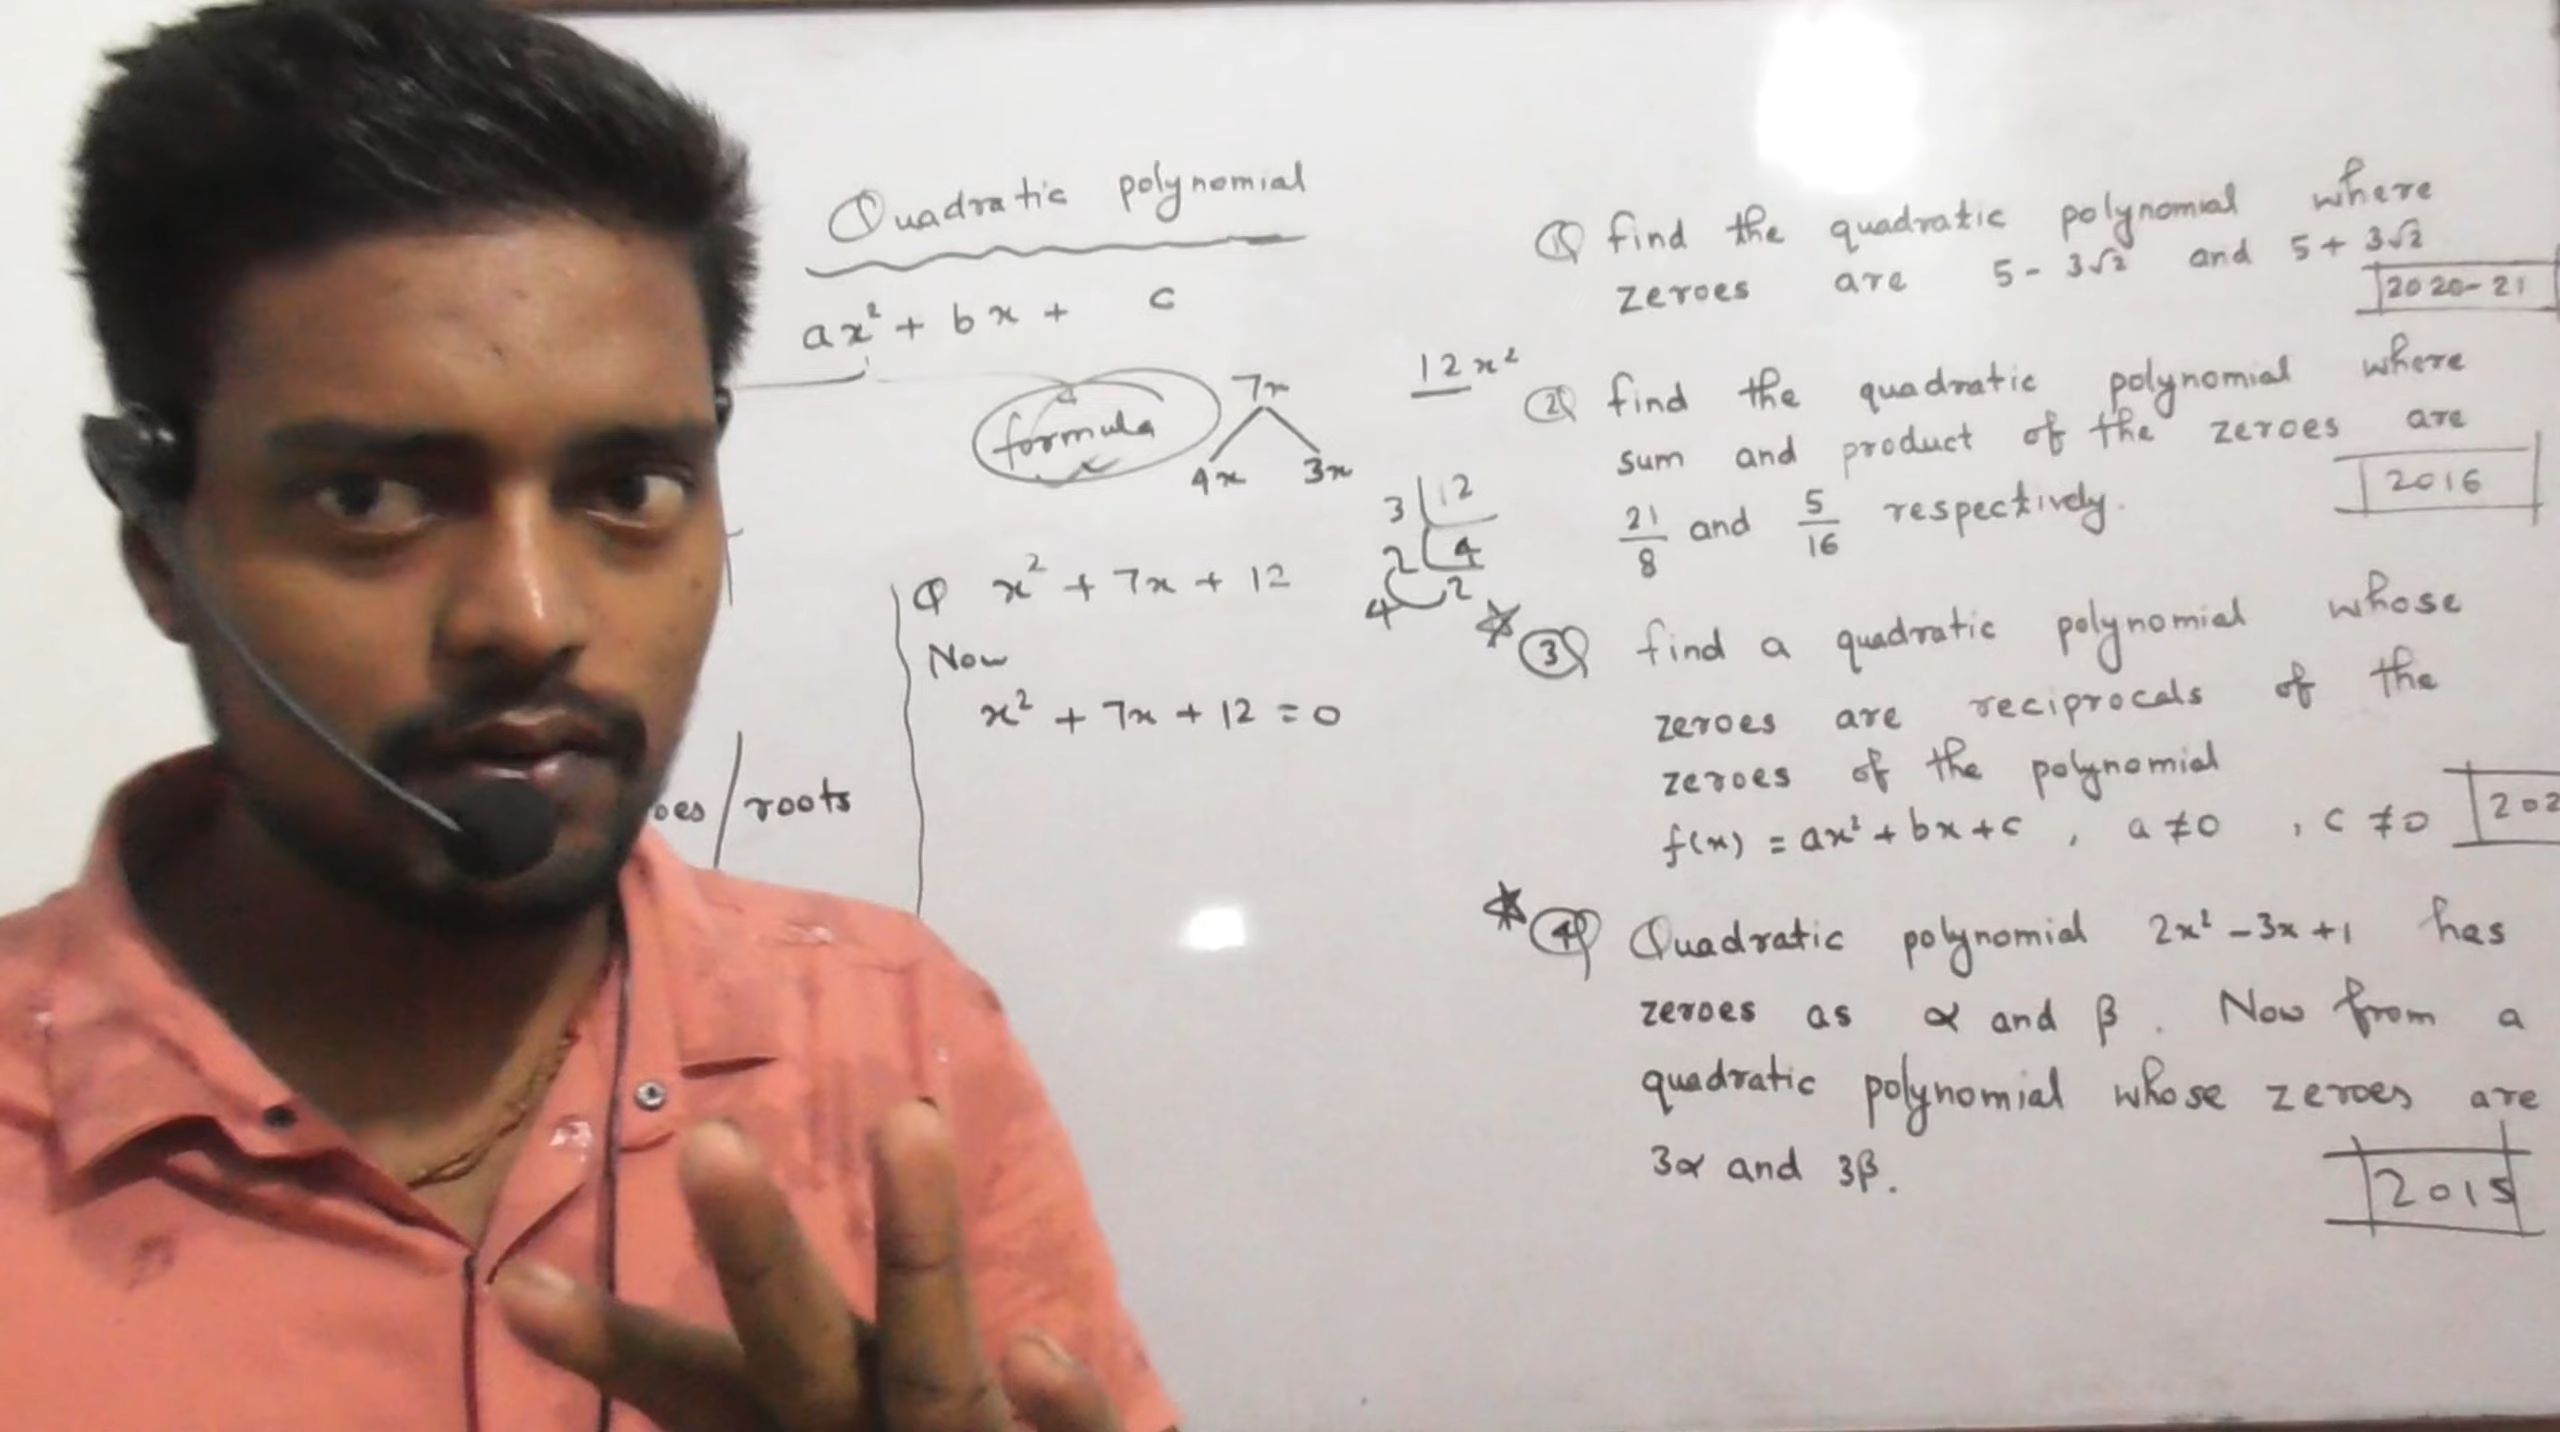 Quadratic polynomial
ax² + bx + c
formula
7x
4x 3x
12x²
3 | 12
2 | 4
4 2
Q x² + 7x + 12
Now
x² + 7x + 12 = 0
oes / roots
1) find the quadratic polynomial where
zeroes are 5 - 3√2 and 5 + 3√2
2020-21
2) find the quadratic polynomial where
sum and product of the zeroes are
21/8 and 5/16 respectively.
2016
3) find a quadratic polynomial whose
zeroes are reciprocals of the
zeroes of the polynomial
f(x) = ax² + bx + c , a ≠ 0 , c ≠ 0
202
4) Quadratic polynomial 2x² - 3x + 1 has
zeroes as α and β. Now from a
quadratic polynomial whose zeroes are
3α and 3β.
2015